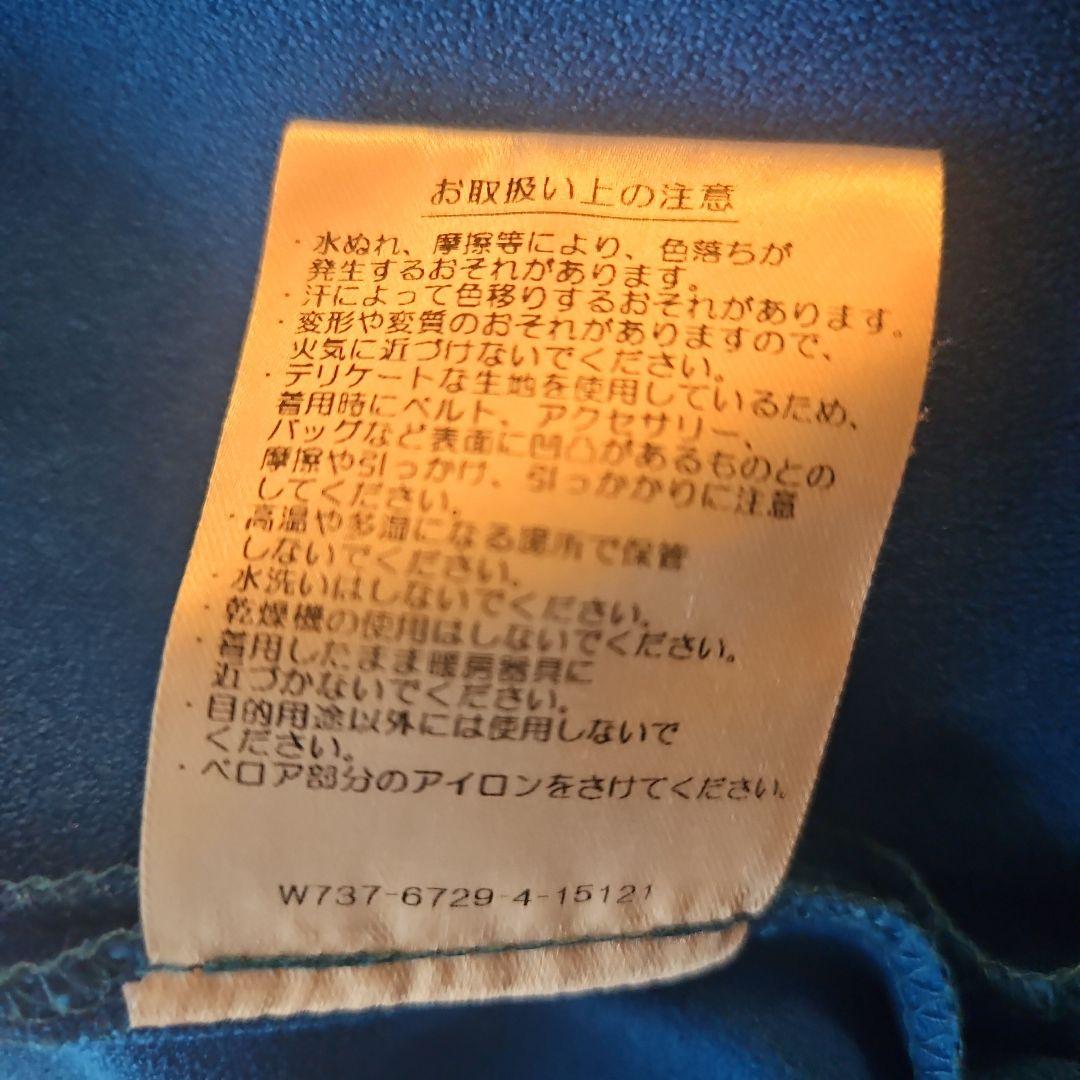 お取扱い上の注意
・水ぬれ、摩擦等により、色落ちが
発生するおそれがあります。
・汗によって色移りするおそれがあります。
・変形や変質のおそれがありますので、
火気に近づけないでください。
・デリケートな生地を使用しているため、
着用時にベルト、アクセサリー、
バッグなど表面に凹凸があるものとの
摩擦や引っかけ、引っかかりに注意
してください。
・高温や多湿になる場所で保管
しないでください。
・水洗いはしないでください。
・乾燥機の使用はしないでください。
・着用したまま暖房器具に
近づかないでください。
・目的用途以外には使用しないで
ください。
・ベロア部分のアイロンをさけてください。
W737-6729-4-15121